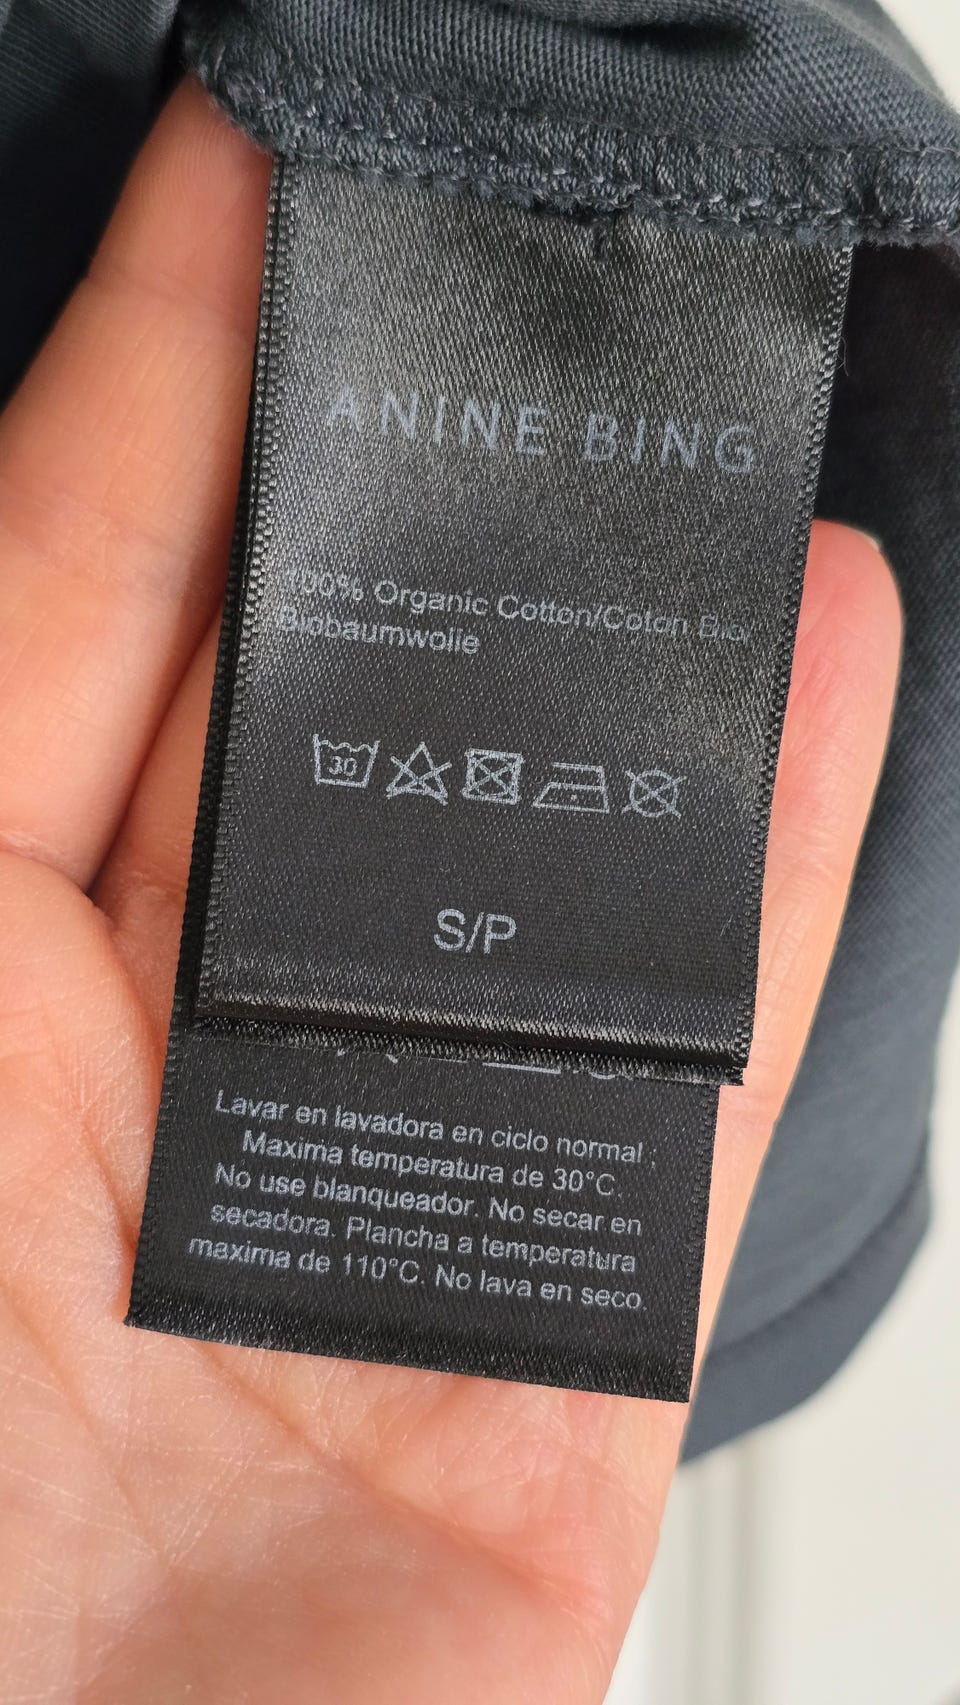 ANINE BING
100% Organic Cotton/Coton Bio/
Biobaumwolle
30
S/P
Lavar en lavadora en ciclo normal ;
Maxima temperatura de 30°C.
No use blanqueador. No secar en
secadora. Plancha a temperatura
maxima de 110°C. No lava en seco.